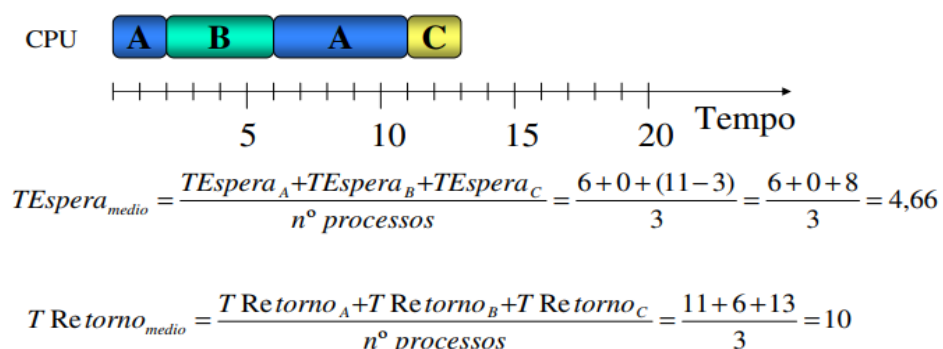 CPU A B A C
5 10 15 20 Tempo
TEspera_medio = (TEspera_A+TEspera_B+TEspera_C)/(nº processos) = (6+0+(11−3))/3 = (6+0+8)/3 = 4,66
T Retorno_medio = (T Retorno_A+T Retorno_B+T Retorno_C)/(nº processos) = (11+6+13)/3 = 10